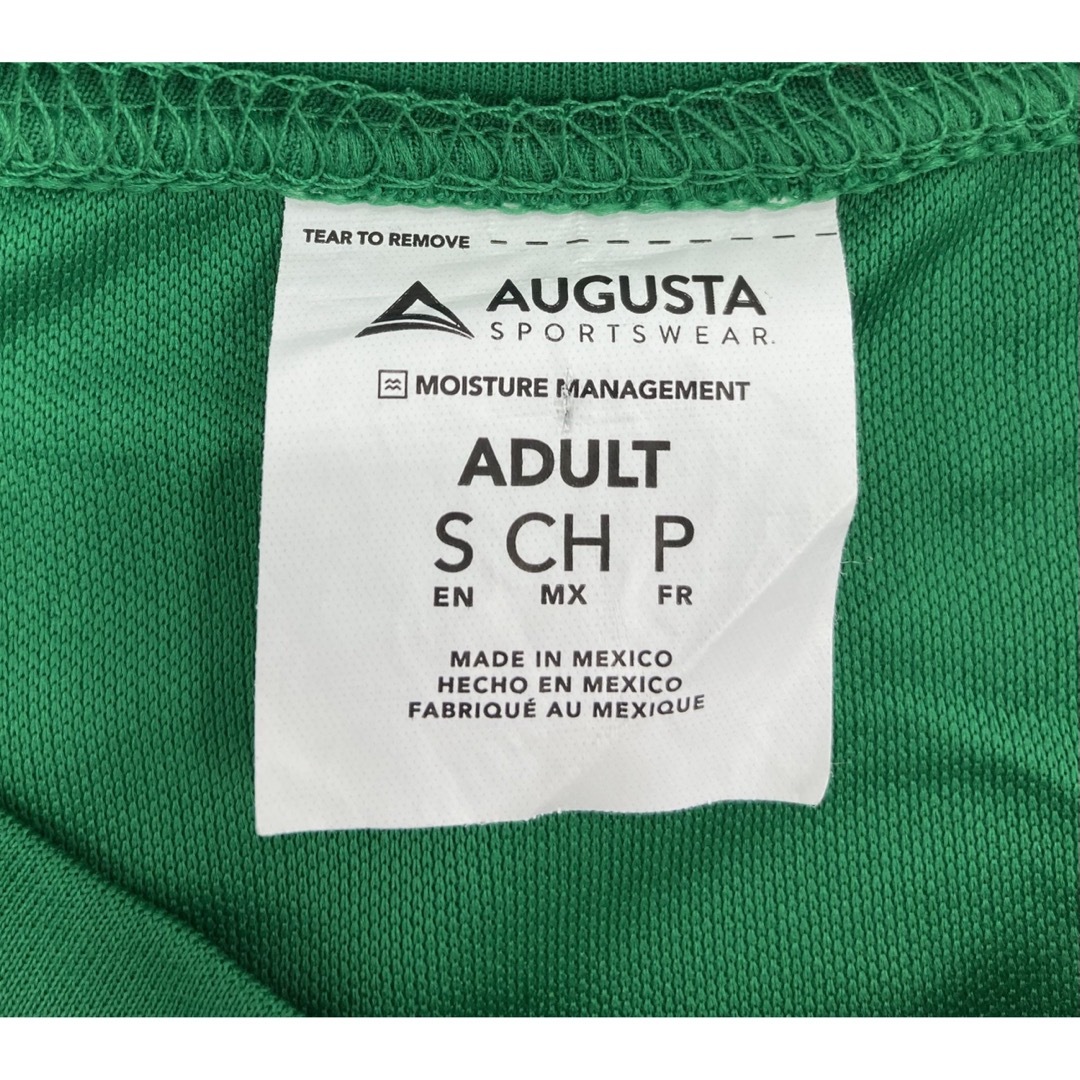 TEAR TO REMOVE
AUGUSTA
SPORTSWEAR.
MOISTURE MANAGEMENT
ADULT
S CH P
EN MX FR
MADE IN MEXICO
HECHO EN MEXICO
FABRIQUÉ AU MEXIQUE